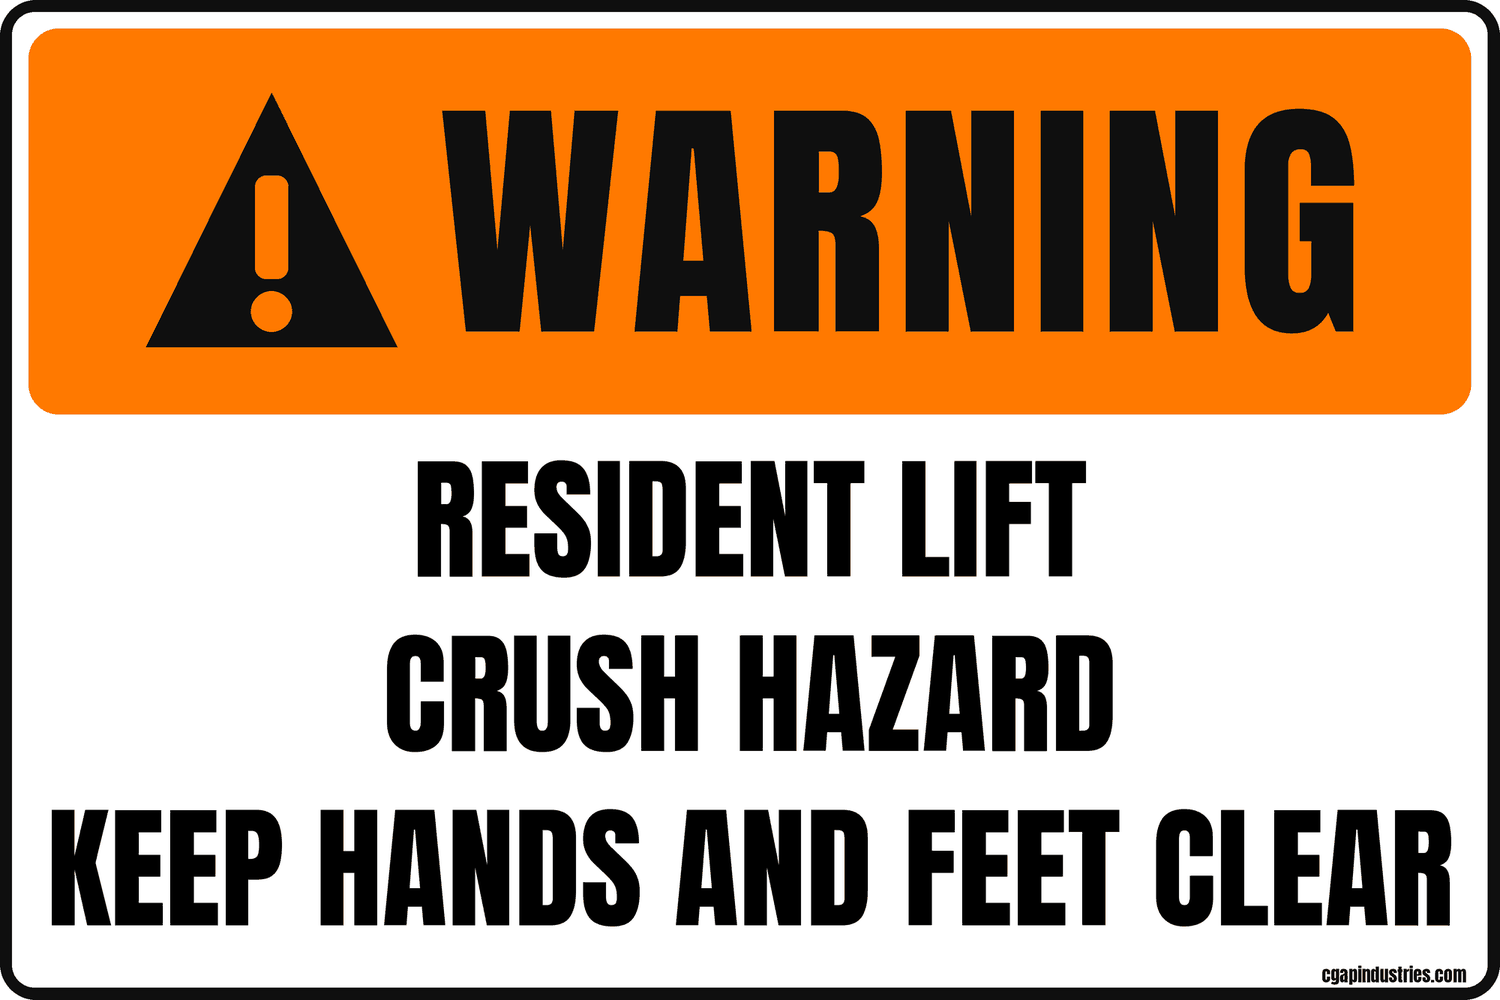 WARNING
RESIDENT LIFT
CRUSH HAZARD
KEEP HANDS AND FEET CLEAR
cgapindustries.com